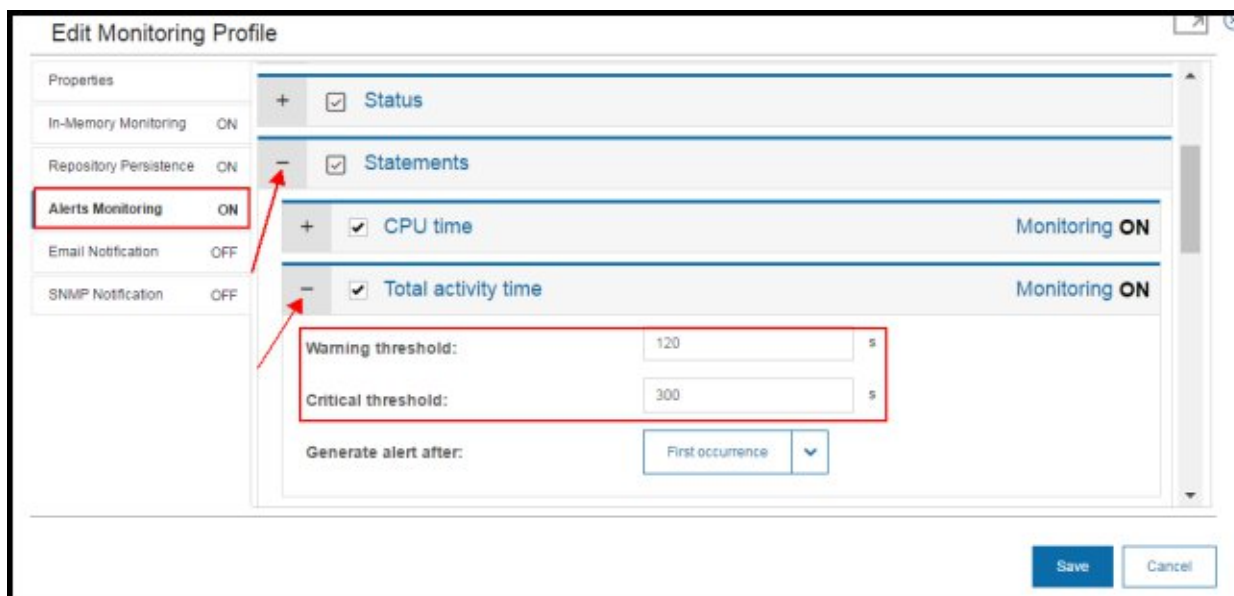 Edit Monitoring Profile
Properties
In-Memory Monitoring ON
Repository Persistence ON
Alerts Monitoring ON
Email Notification OFF
SNMP Notification OFF
+ Status
− Statements
+ CPU time Monitoring ON
− Total activity time Monitoring ON
Warning threshold: 120 s
Critical threshold: 300 s
Generate alert after: First occurrence
Save Cancel